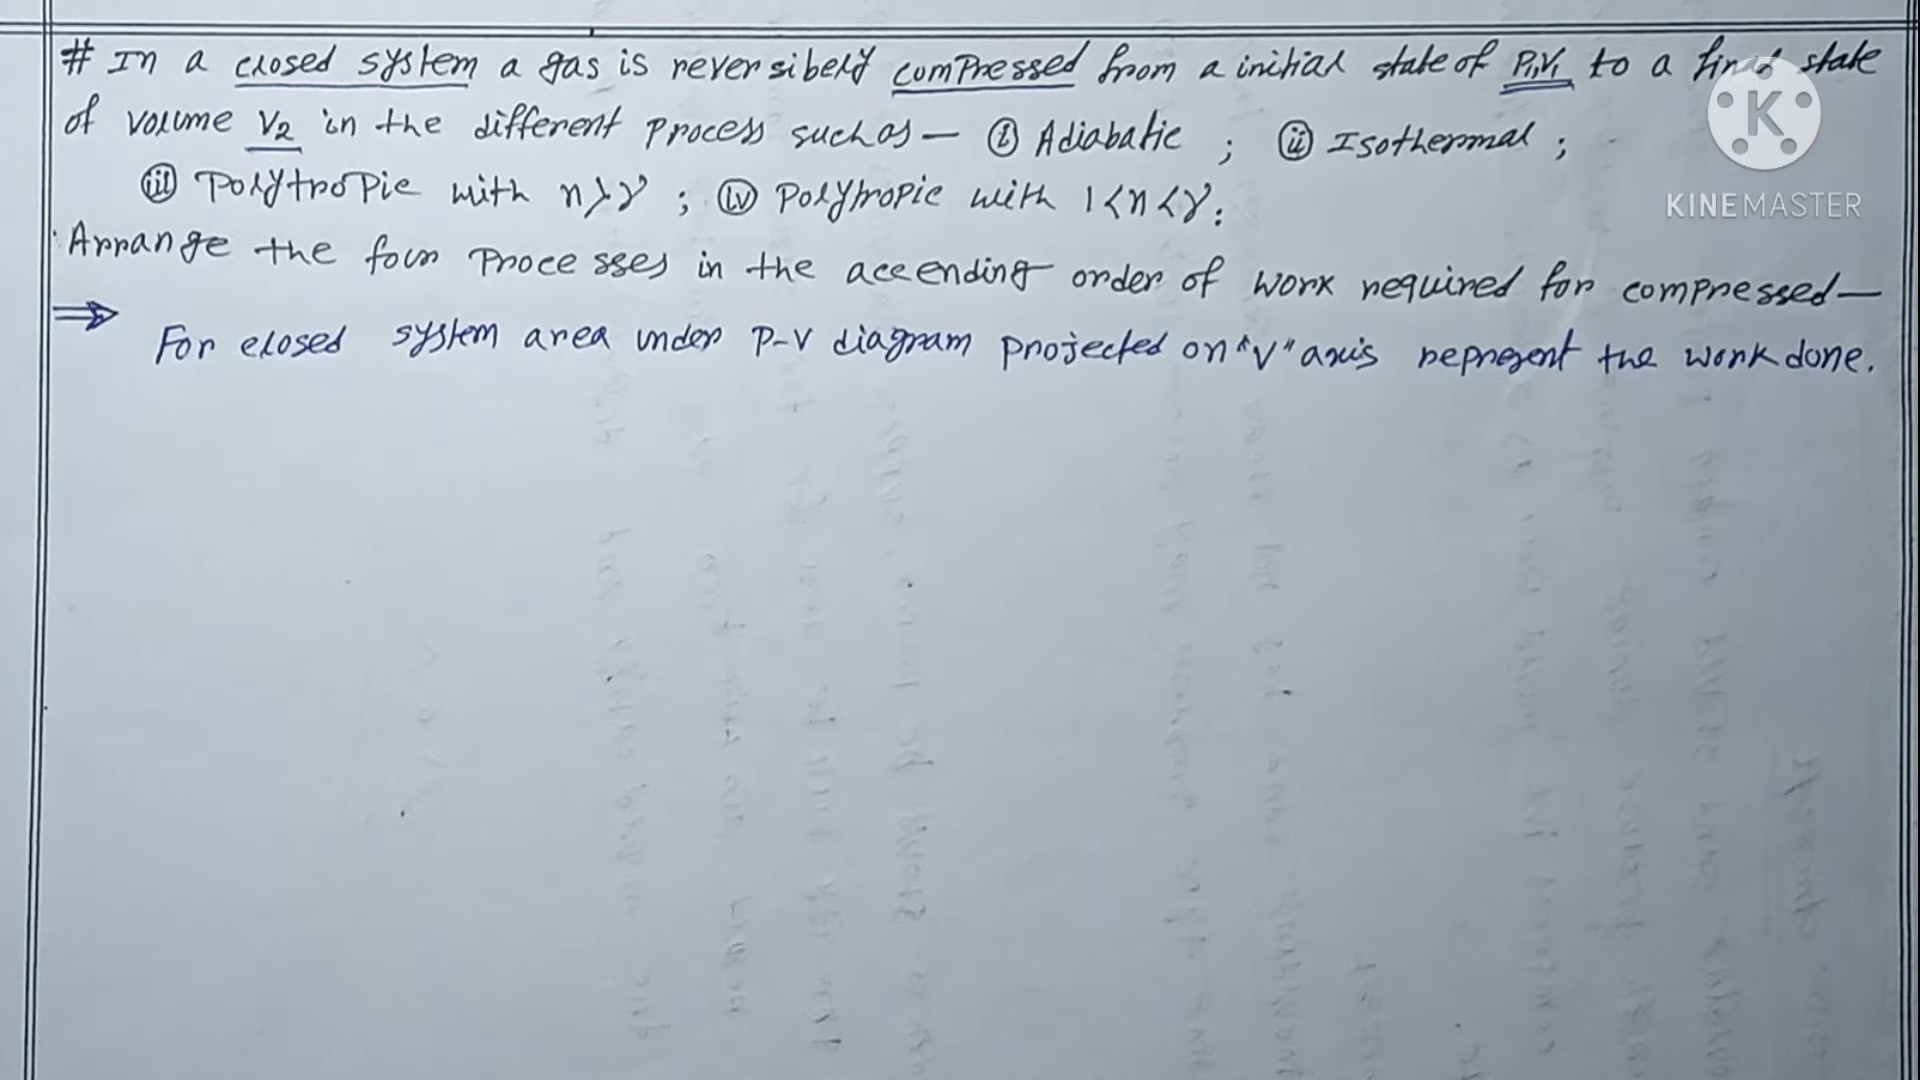 # In a closed system a gas is reversibely compressed from a initial state of P₁,V₁ to a final state
of volume V₂ in the different process such as — (i) Adiabatic ; (ii) Isothermal ;
(iii) Polytropic with n>γ ; (iv) Polytropic with 1<n<γ.
Arrange the four Processes in the accending order of work required for compressed —
⇒ For closed system area under P-V diagram projected on "V" axis represent the work done.
K
KINEMASTER